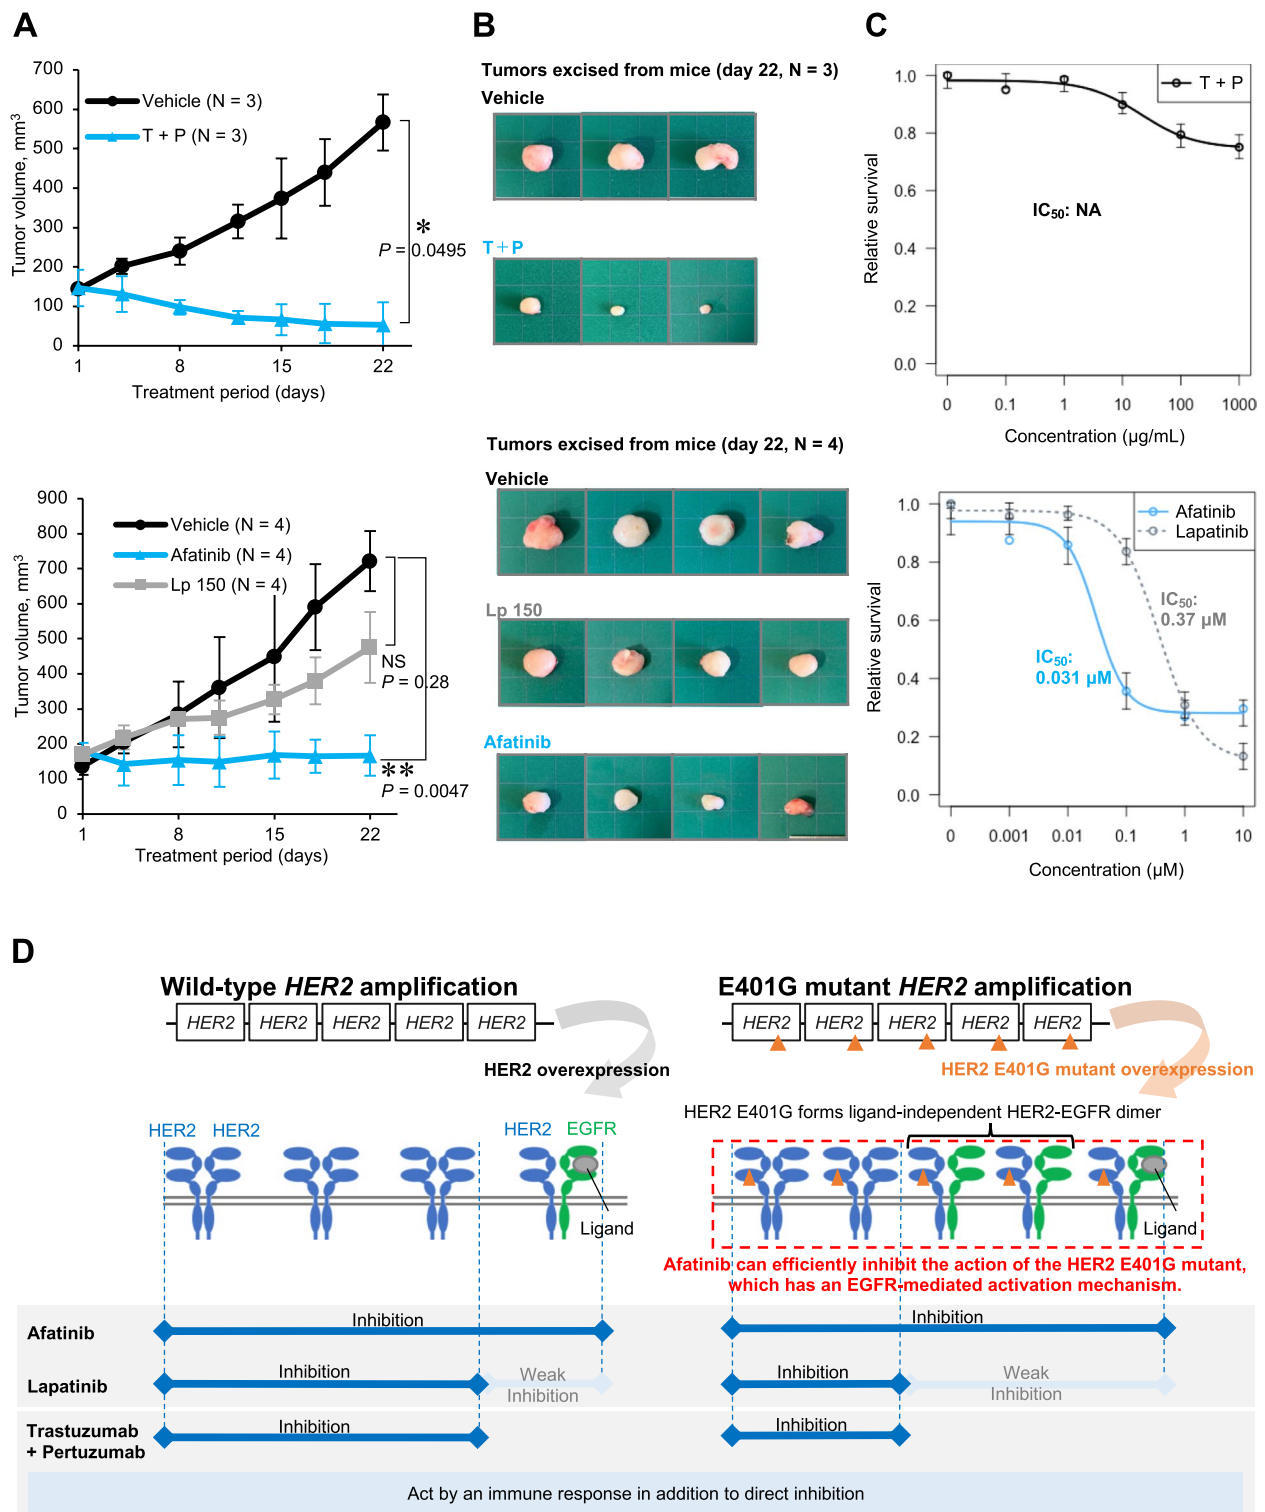 A
700
600
500
400
300
200
100
0
Tumor volume, mm³
Vehicle (N = 3)
T + P (N = 3)
*
P = 0.0495
1 8 15 22
Treatment period (days)
900
800
700
600
500
400
300
200
100
0
Tumor volume, mm³
Vehicle (N = 4)
Afatinib (N = 4)
Lp 150 (N = 4)
NS
P = 0.28
**
P = 0.0047
1 8 15 22
Treatment period (days)
B
Tumors excised from mice (day 22, N = 3)
Vehicle
T+P
Tumors excised from mice (day 22, N = 4)
Vehicle
Lp 150
Afatinib
C
1.0
0.8
0.6
0.4
0.2
0.0
Relative survival
T + P
IC₅₀: NA
0 0.1 1 10 100 1000
Concentration (µg/mL)
1.0
0.8
0.6
0.4
0.2
0.0
Relative survival
Afatinib
Lapatinib
IC₅₀:
0.37 µM
IC₅₀:
0.031 µM
0 0.001 0.01 0.1 1 10
Concentration (µM)
D
Wild-type HER2 amplification
HER2 HER2 HER2 HER2 HER2
HER2 overexpression
HER2 HER2 HER2 EGFR
Ligand
E401G mutant HER2 amplification
HER2 HER2 HER2 HER2 HER2
HER2 E401G mutant overexpression
HER2 E401G forms ligand-independent HER2-EGFR dimer
Ligand
Afatinib can efficiently inhibit the action of the HER2 E401G mutant,
which has an EGFR-mediated activation mechanism.
Afatinib
Inhibition
Inhibition
Lapatinib
Inhibition
Weak
Inhibition
Inhibition
Weak
Inhibition
Trastuzumab
+ Pertuzumab
Inhibition
Inhibition
Act by an immune response in addition to direct inhibition